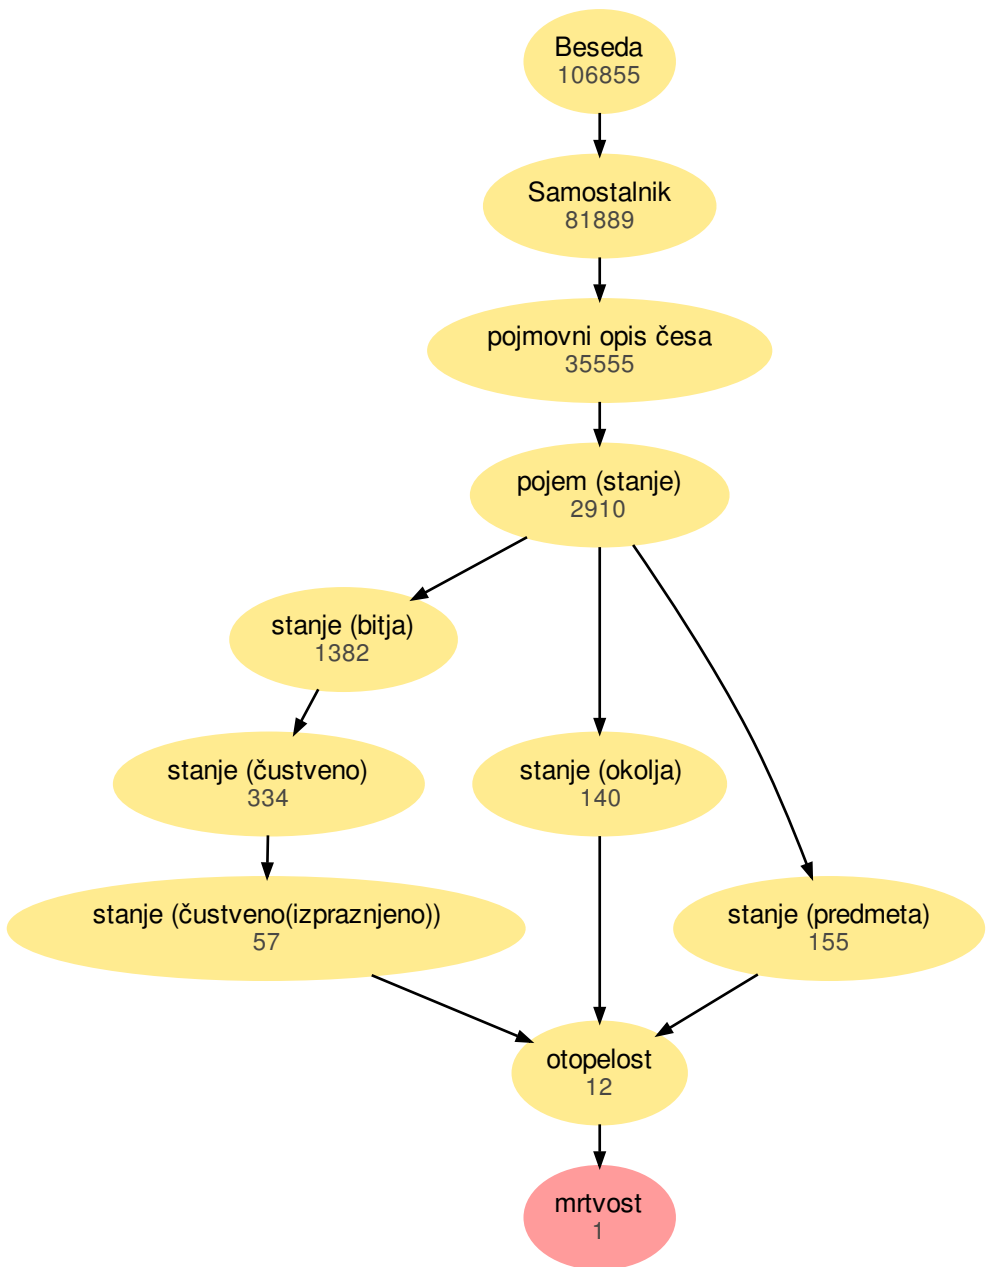 Beseda
106855
Samostalnik
81889
pojmovni opis česa
35555
pojem (stanje)
2910
stanje (bitja)
1382
stanje (čustveno)
334
stanje (okolja)
140
stanje (čustveno(izpraznjeno))
57
stanje (predmeta)
155
otopelost
12
mrtvost
1